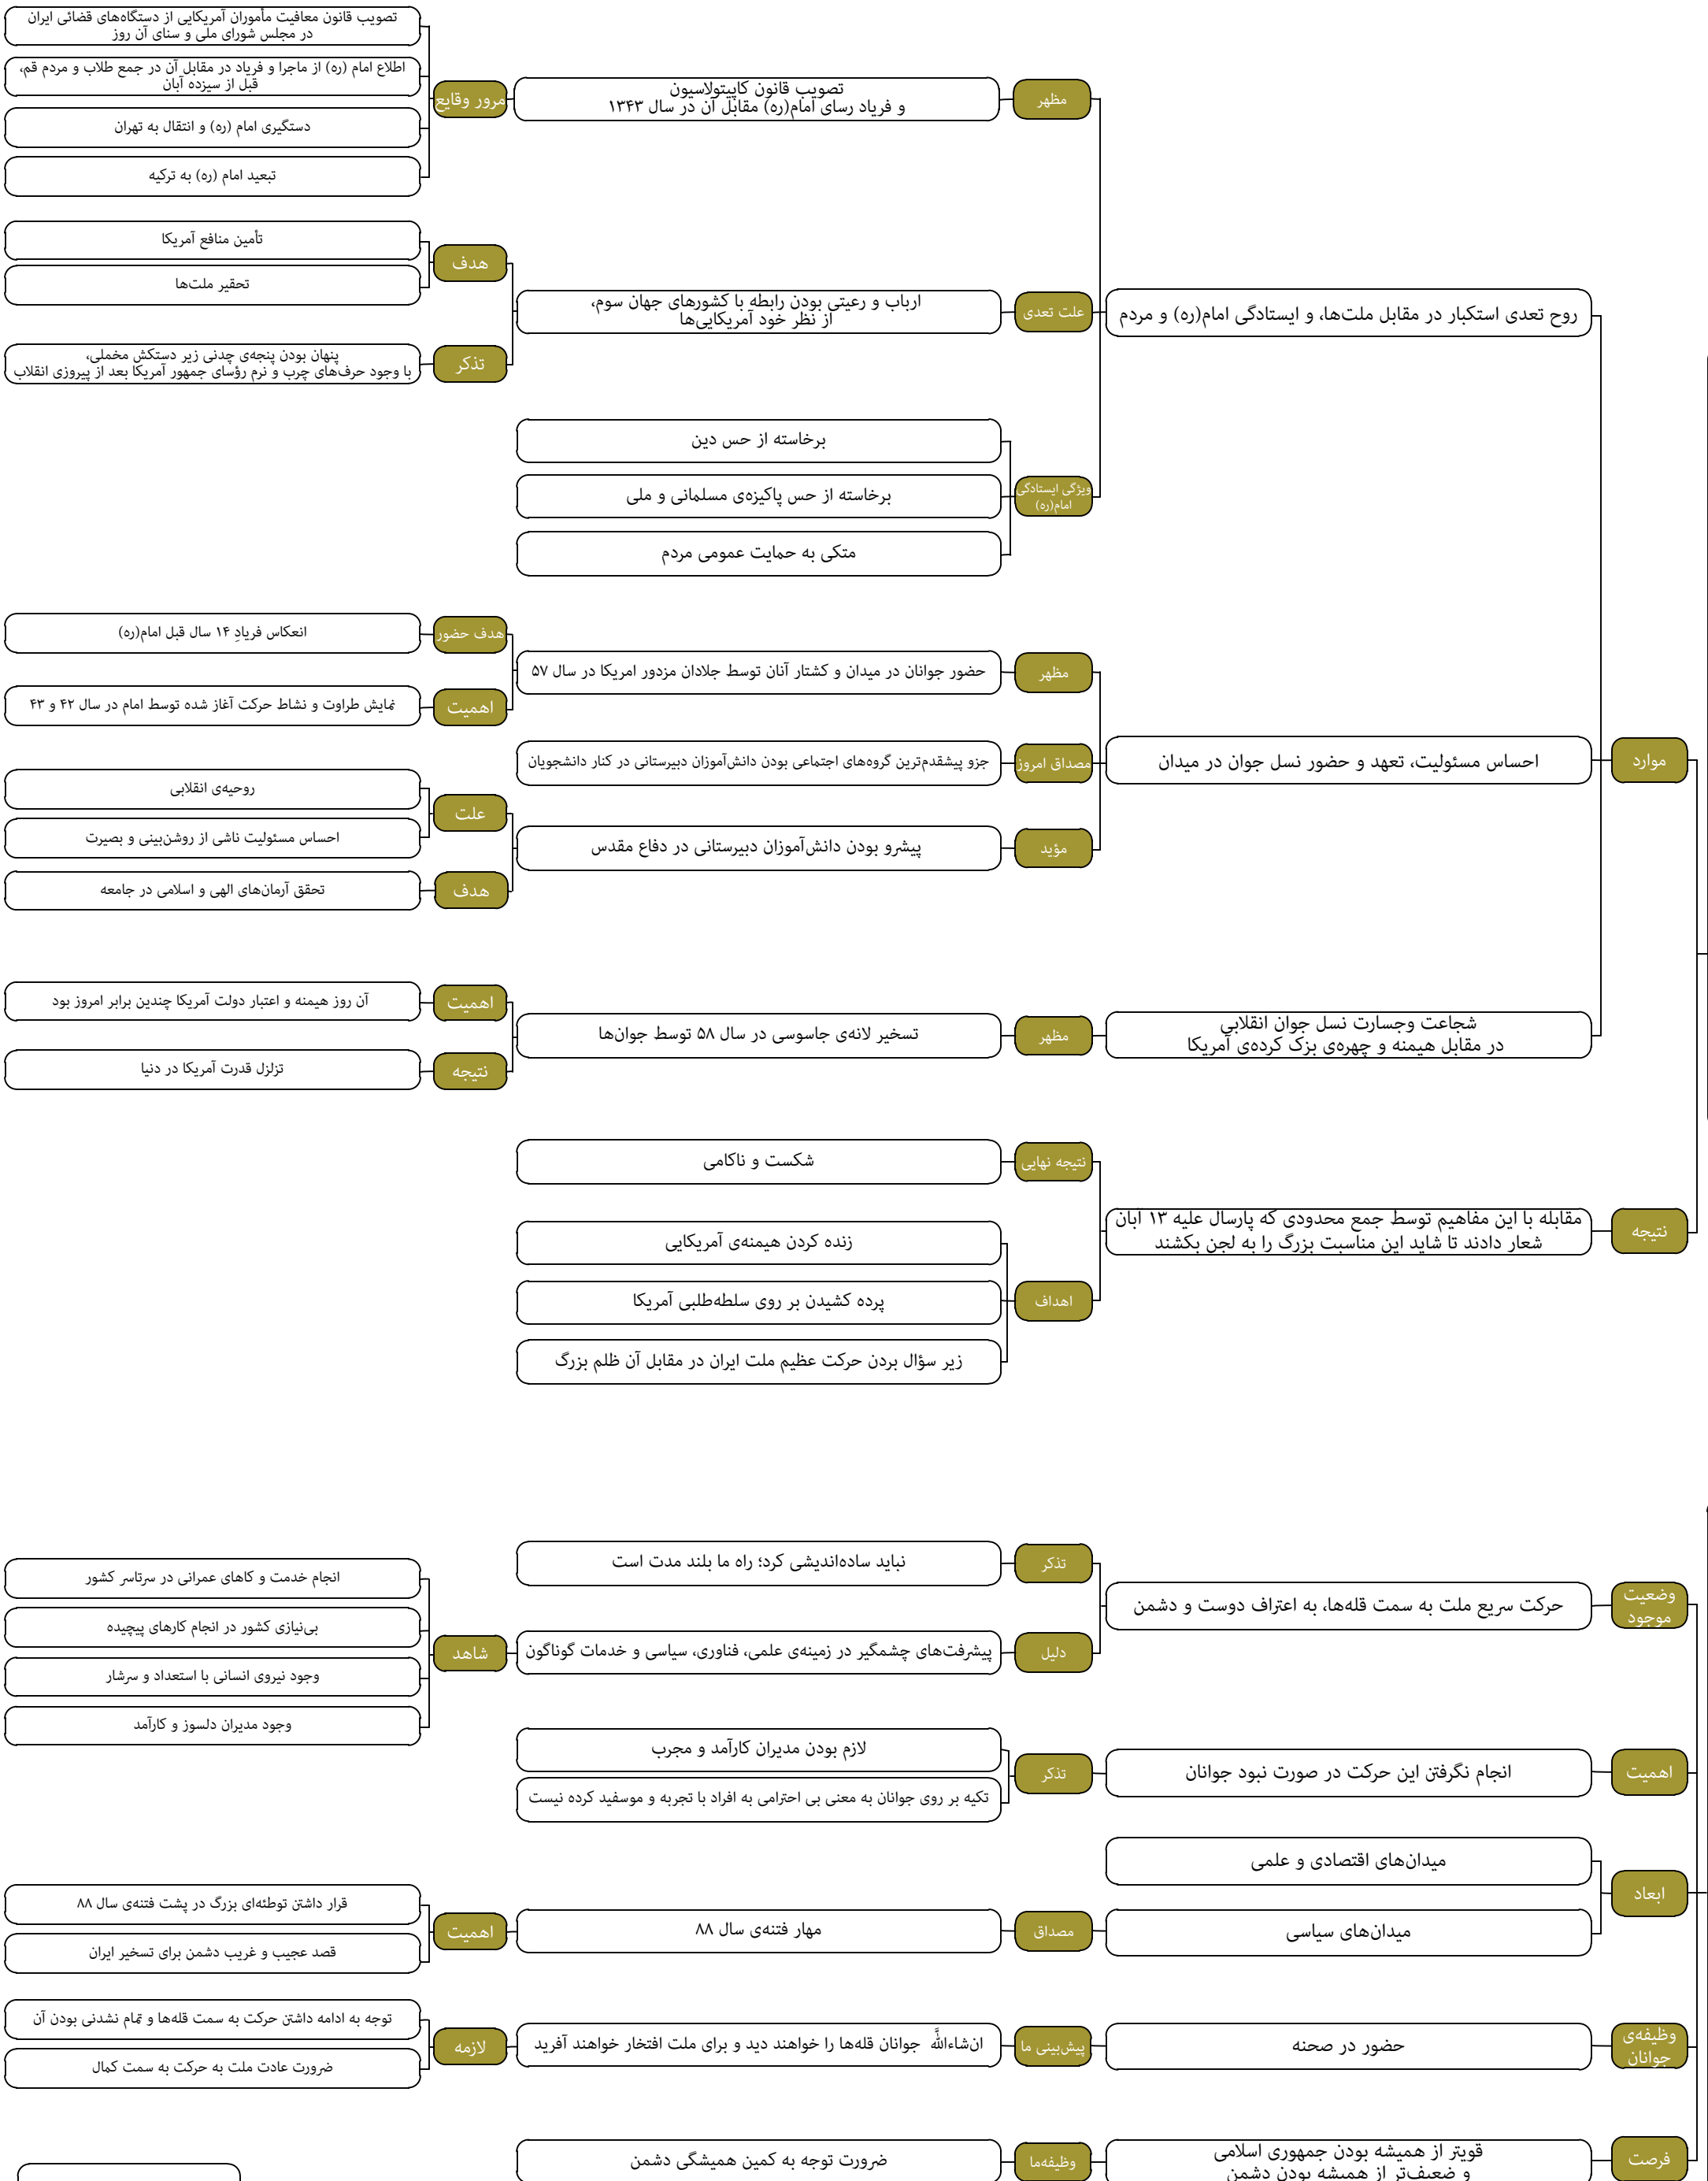 موارد
روح تعدی استکبار در مقابل ملت‌ها، و ایستادگی امام(ره) و مردم
مظهر
تصویب قانون کاپیتولاسیون
و فریاد رسای امام(ره) مقابل آن در سال ۱۳۴۳
مرور وقایع
تصویب قانون معافیت مأموران آمریکایی از دستگاه‌های قضائی ایران
در مجلس شورای ملی و سنای آن روز
اطلاع امام (ره) از ماجرا و فریاد در مقابل آن در جمع طلاب و مردم قم،
قبل از سیزده آبان
دستگیری امام (ره) و انتقال به تهران
تبعید امام (ره) به ترکیه
علت تعدی
ارباب و رعیتی بودن رابطه با کشورهای جهان سوم،
از نظر خود آمریکایی‌ها
هدف
تأمین منافع آمریکا
تحقیر ملت‌ها
تذکر
پنهان بودن پنجه‌ی چدنی زیر دستکش مخملی،
با وجود حرف‌های چرب و نرم رؤسای جمهور آمریکا بعد از پیروزی انقلاب
ویژگی ایستادگی
امام(ره)
برخاسته از حس دین
برخاسته از حس پاکیزه‌ی مسلمانی و ملی
متکی به حمایت عمومی مردم
احساس مسئولیت، تعهد و حضور نسل جوان در میدان
مظهر
حضور جوانان در میدان و کشتار آنان توسط جلادان مزدور امریکا در سال ۵۷
هدف حضور
انعکاس فریادِ ۱۴ سال قبل امام(ره)
اهمیت
نمایش طراوت و نشاط حرکت آغاز شده توسط امام در سال ۴۲ و ۴۳
مصداق امروز
جزو پیشقدم‌ترین گروه‌های اجتماعی بودن دانش‌آموزان دبیرستانی در کنار دانشجویان
مؤید
پیشرو بودن دانش‌آموزان دبیرستانی در دفاع مقدس
علت
روحیه‌ی انقلابی
احساس مسئولیت ناشی از روشن‌بینی و بصیرت
هدف
تحقق آرمان‌های الهی و اسلامی در جامعه
شجاعت وجسارت نسل جوان انقلابی
در مقابل هیمنه و چهره‌ی بزک کرده‌ی آمریکا
مظهر
تسخیر لانه‌ی جاسوسی در سال ۵۸ توسط جوان‌ها
اهمیت
آن روز هیمنه و اعتبار دولت آمریکا چندین برابر امروز بود
نتیجه
تزلزل قدرت آمریکا در دنیا
نتیجه
مقابله با این مفاهیم توسط جمع محدودی که پارسال علیه ۱۳ آبان
شعار دادند تا شاید این مناسبت بزرگ را به لجن بکشند
نتیجه نهایی
شکست و ناکامی
اهداف
زنده کردن هیمنه‌ی آمریکایی
پرده کشیدن بر روی سلطه‌طلبی آمریکا
زیر سؤال بردن حرکت عظیم ملت ایران در مقابل آن ظلم بزرگ
وضعیت
موجود
حرکت سریع ملت به سمت قله‌ها، به اعتراف دوست و دشمن
تذکر
نباید ساده‌اندیشی کرد؛ راه ما بلند مدت است
دلیل
پیشرفت‌های چشمگیر در زمینه‌ی علمی، فناوری، سیاسی و خدمات گوناگون
شاهد
انجام خدمت و کاهای عمرانی در سرتاسر کشور
بی‌نیازی کشور در انجام کارهای پیچیده
وجود نیروی انسانی با استعداد و سرشار
وجود مدیران دلسوز و کارآمد
اهمیت
انجام نگرفتن این حرکت در صورت نبود جوانان
تذکر
لازم بودن مدیران کارآمد و مجرب
تکیه بر روی جوانان به معنی بی احترامی به افراد با تجربه و موسفید کرده نیست
ابعاد
میدان‌های اقتصادی و علمی
میدان‌های سیاسی
مصداق
مهار فتنه‌ی سال ۸۸
اهمیت
قرار داشتن توطئه‌ای بزرگ در پشت فتنه‌ی سال ۸۸
قصد عجیب و غریب دشمن برای تسخیر ایران
وظیفه‌ی
جوانان
حضور در صحنه
پیش‌بینی ما
ان‌شاءاللَّه جوانان قله‌ها را خواهند دید و برای ملت افتخار خواهند آفرید
لازمه
توجه به ادامه داشتن حرکت به سمت قله‌ها و تمام نشدنی بودن آن
ضرورت عادت ملت به حرکت به سمت کمال
فرصت
قویتر از همیشه بودن جمهوری اسلامی
و ضعیف‌تر از همیشه بودن دشمن
وظیفه‌ما
ضرورت توجه به کمین همیشگی دشمن